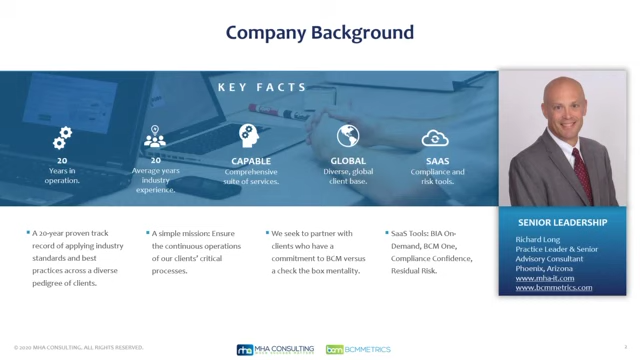 Company Background
KEY FACTS
20
Years in
operation.
20
Average years
industry
experience.
CAPABLE
Comprehensive
suite of services.
GLOBAL
Diverse, global
client base.
SAAS
Compliance and
risk tools.
▪ A 20-year proven track
record of applying industry
standards and best
practices across a diverse
pedigree of clients.
▪ A simple mission: Ensure
the continuous operations
of our clients' critical
processes.
▪ We seek to partner with
clients who have a
commitment to BCM versus
a check the box mentality.
▪ SaaS Tools: BIA On-
Demand, BCM One,
Compliance Confidence,
Residual Risk.
SENIOR LEADERSHIP
Richard Long
Practice Leader & Senior
Advisory Consultant
Phoenix, Arizona
www.mha-it.com
www.bcmmetrics.com
© 2020 MHA CONSULTING. ALL RIGHTS RESERVED.
mha MHA CONSULTING
bcm BCMMETRICS